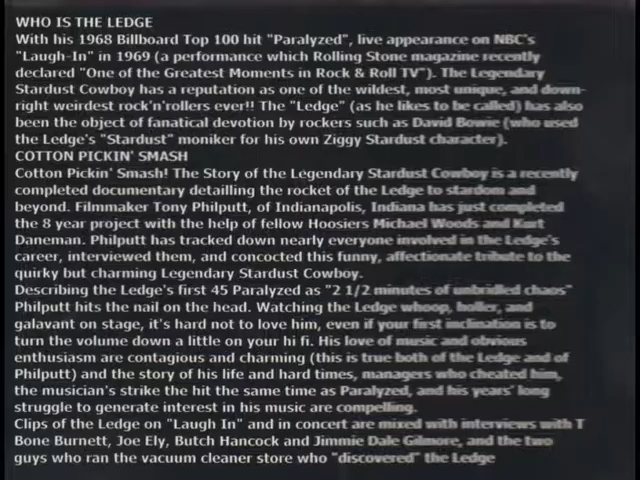 WHO IS THE LEDGE
With his 1968 Billboard Top 100 hit "Paralyzed", live appearance on NBC's
"Laugh-In" in 1969 (a performance which Rolling Stone magazine recently
declared "One of the Greatest Moments in Rock & Roll TV"). The Legendary
Stardust Cowboy has a reputation as one of the wildest, most unique, and down-
right weirdest rock'n'rollers ever!! The "Ledge" (as he likes to be called) has also
been the object of fanatical devotion by rockers such as David Bowie (who used
the Ledge's "Stardust" moniker for his own Ziggy Stardust character).
COTTON PICKIN' SMASH
Cotton Pickin' Smash! The Story of the Legendary Stardust Cowboy is a recently
completed documentary detailling the rocket of the Ledge to stardom and
beyond. Filmmaker Tony Philputt, of Indianapolis, Indiana has just completed
the 8 year project with the help of fellow Hoosiers Michael Woods and Kurt
Daneman. Philputt has tracked down nearly everyone involved in the Ledge's
career, interviewed them, and concocted this funny, affectionate tribute to the
quirky but charming Legendary Stardust Cowboy.
Describing the Ledge's first 45 Paralyzed as "2 1/2 minutes of unbridled chaos"
Philputt hits the nail on the head. Watching the Ledge whoop, holler, and
galavant on stage, it's hard not to love him, even if your first inclination is to
turn the volume down a little on your hi fi. His love of music and obvious
enthusiasm are contagious and charming (this is true both of the Ledge and of
Philputt) and the story of his life and hard times, managers who cheated him,
the musician's strike the hit the same time as Paralyzed, and his years' long
struggle to generate interest in his music are compelling.
Clips of the Ledge on "Laugh In" and in concert are mixed with interviews with T
Bone Burnett, Joe Ely, Butch Hancock and Jimmie Dale Gilmore, and the two
guys who ran the vacuum cleaner store who "discovered" the Ledge